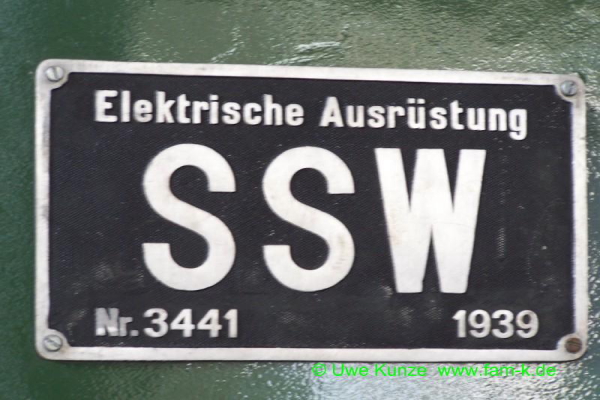 Elektrische Ausrüstung
SSW
Nr. 3441 1939
© Uwe Kunze www.fam-k.de